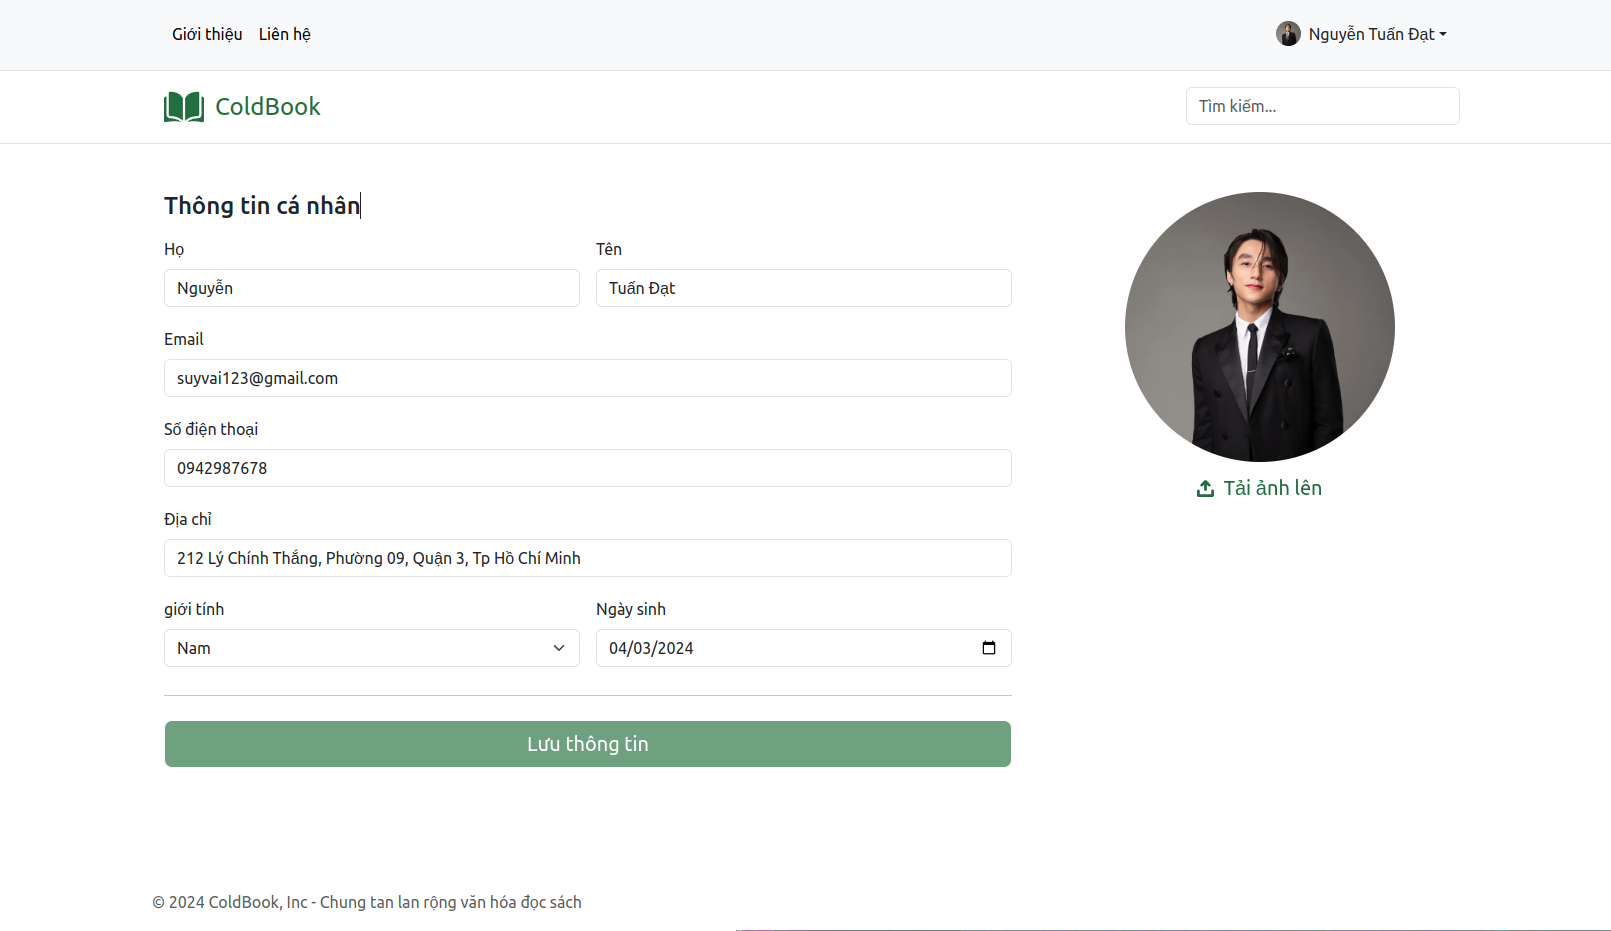 Giới thiệu Liên hệ Nguyễn Tuấn Đạt
ColdBook Tìm kiếm...
Thông tin cá nhân
Họ Tên
Nguyễn Tuấn Đạt
Email
suyvai123@gmail.com
Số điện thoại
0942987678
Tải ảnh lên
Địa chỉ
212 Lý Chính Thắng, Phường 09, Quận 3, Tp Hồ Chí Minh
giới tính Ngày sinh
Nam 04/03/2024
Lưu thông tin
© 2024 ColdBook, Inc - Chung tan lan rộng văn hóa đọc sách